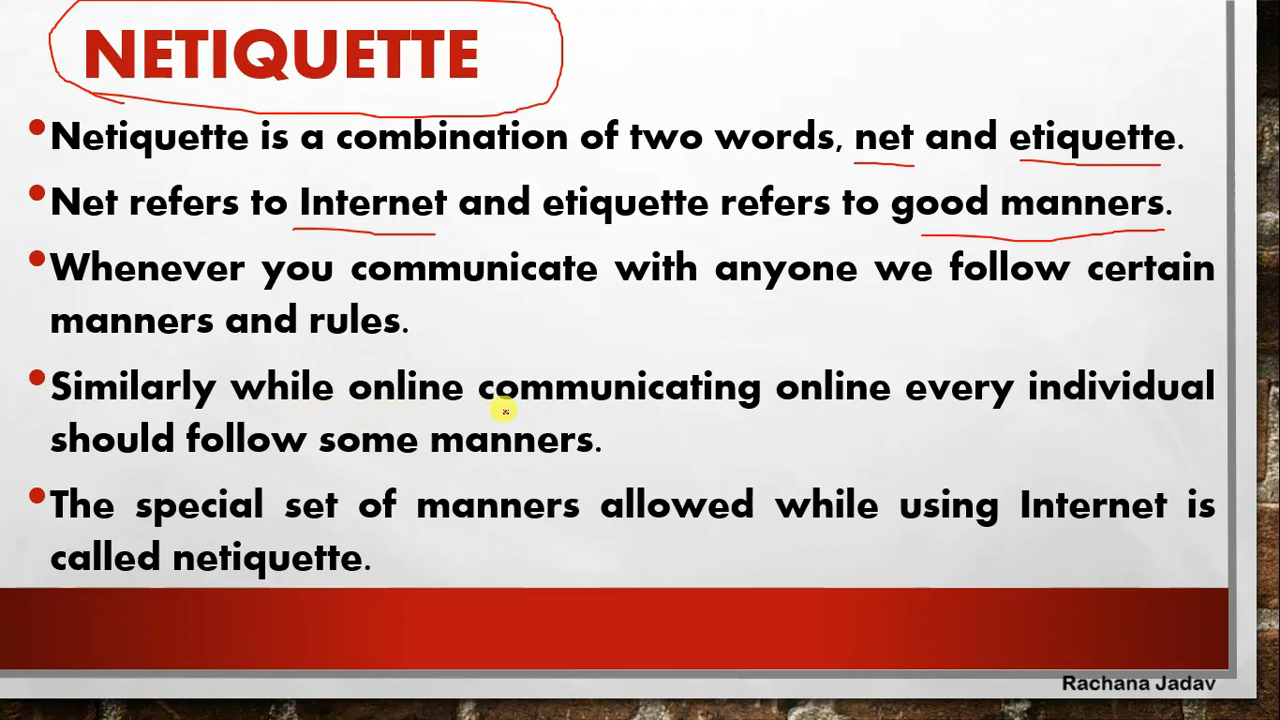 NETIQUETTE
•Netiquette is a combination of two words, net and etiquette.
•Net refers to Internet and etiquette refers to good manners.
•Whenever you communicate with anyone we follow certain
manners and rules.
•Similarly while online communicating online every individual
should follow some manners.
•The special set of manners allowed while using Internet is
called netiquette.
Rachana Jadav